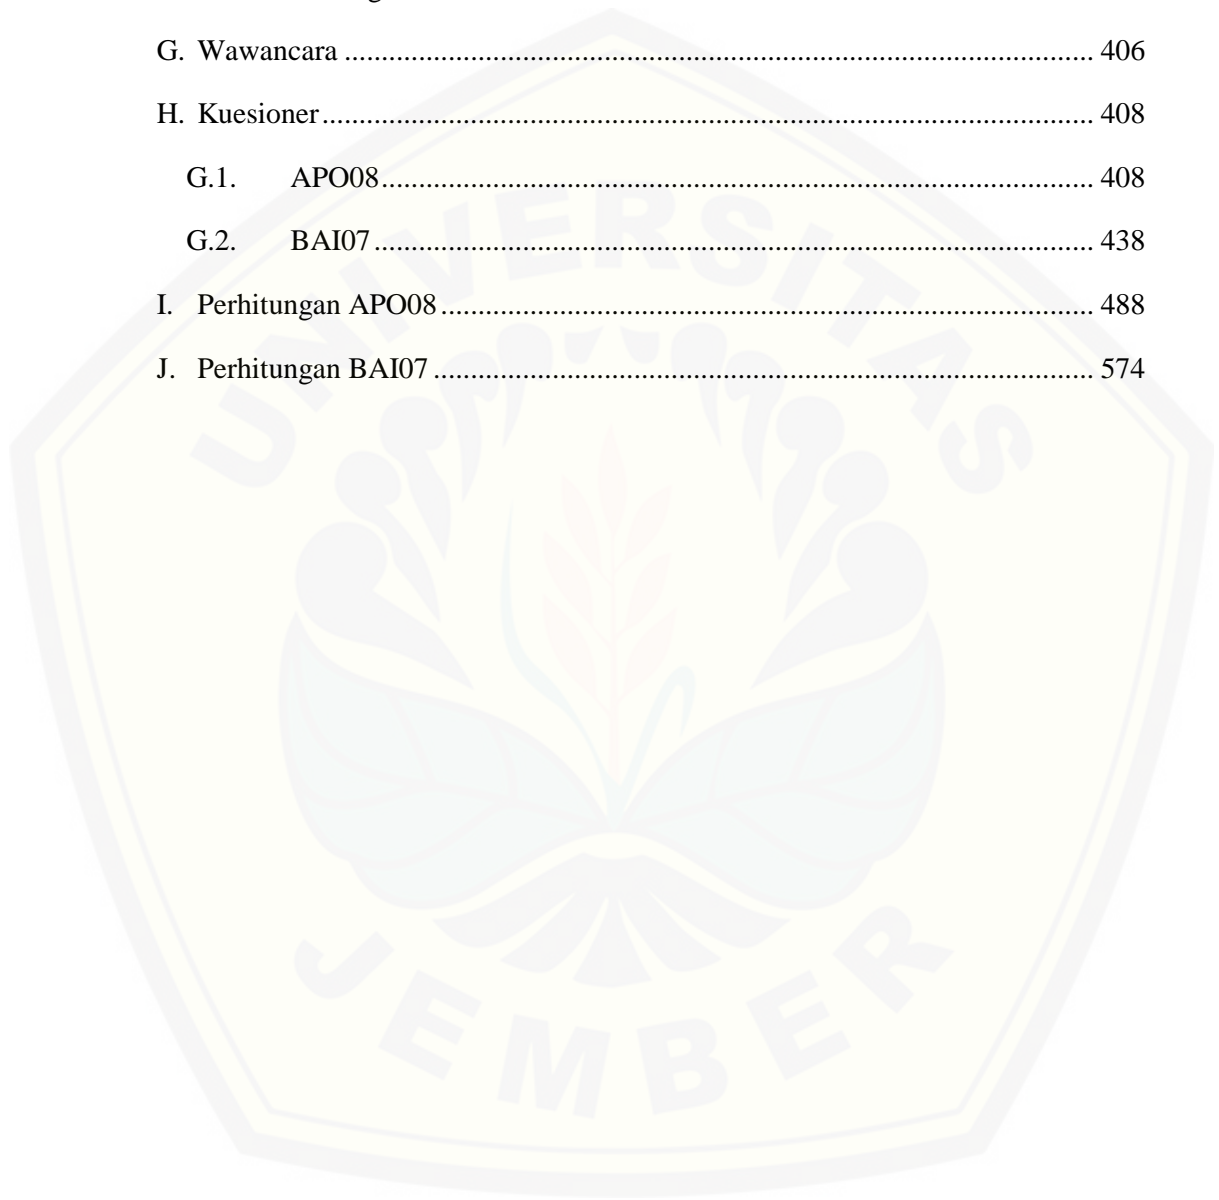 G. Wawancara .................................................................................................... 406
H. Kuesioner ....................................................................................................... 408
G.1. APO08 ............................................................................................... 408
G.2. BAI07 ................................................................................................ 438
I. Perhitungan APO08 ....................................................................................... 488
J. Perhitungan BAI07 ........................................................................................ 574
UNIVERSITAS
JEMBER